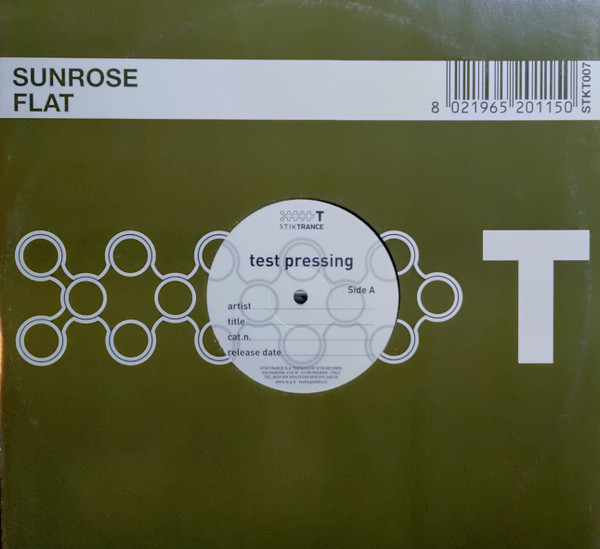 SUNROSE
FLAT
8 021965 201150
STKT007
T
STIKTRANCE
test pressing
Side A
artist
title
cat.n.
release date
T